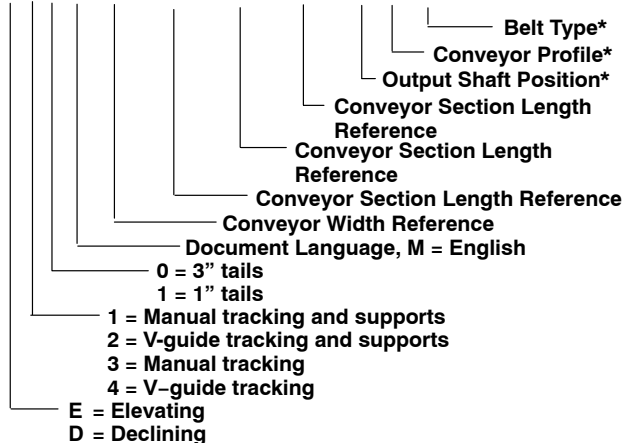 Belt Type*
Conveyor Profile*
Output Shaft Position*
Conveyor Section Length
Reference
Conveyor Section Length
Reference
Conveyor Section Length Reference
Conveyor Width Reference
Document Language, M = English
0 = 3” tails
1 = 1” tails
1 = Manual tracking and supports
2 = V-guide tracking and supports
3 = Manual tracking
4 = V−guide tracking
E = Elevating
D = Declining